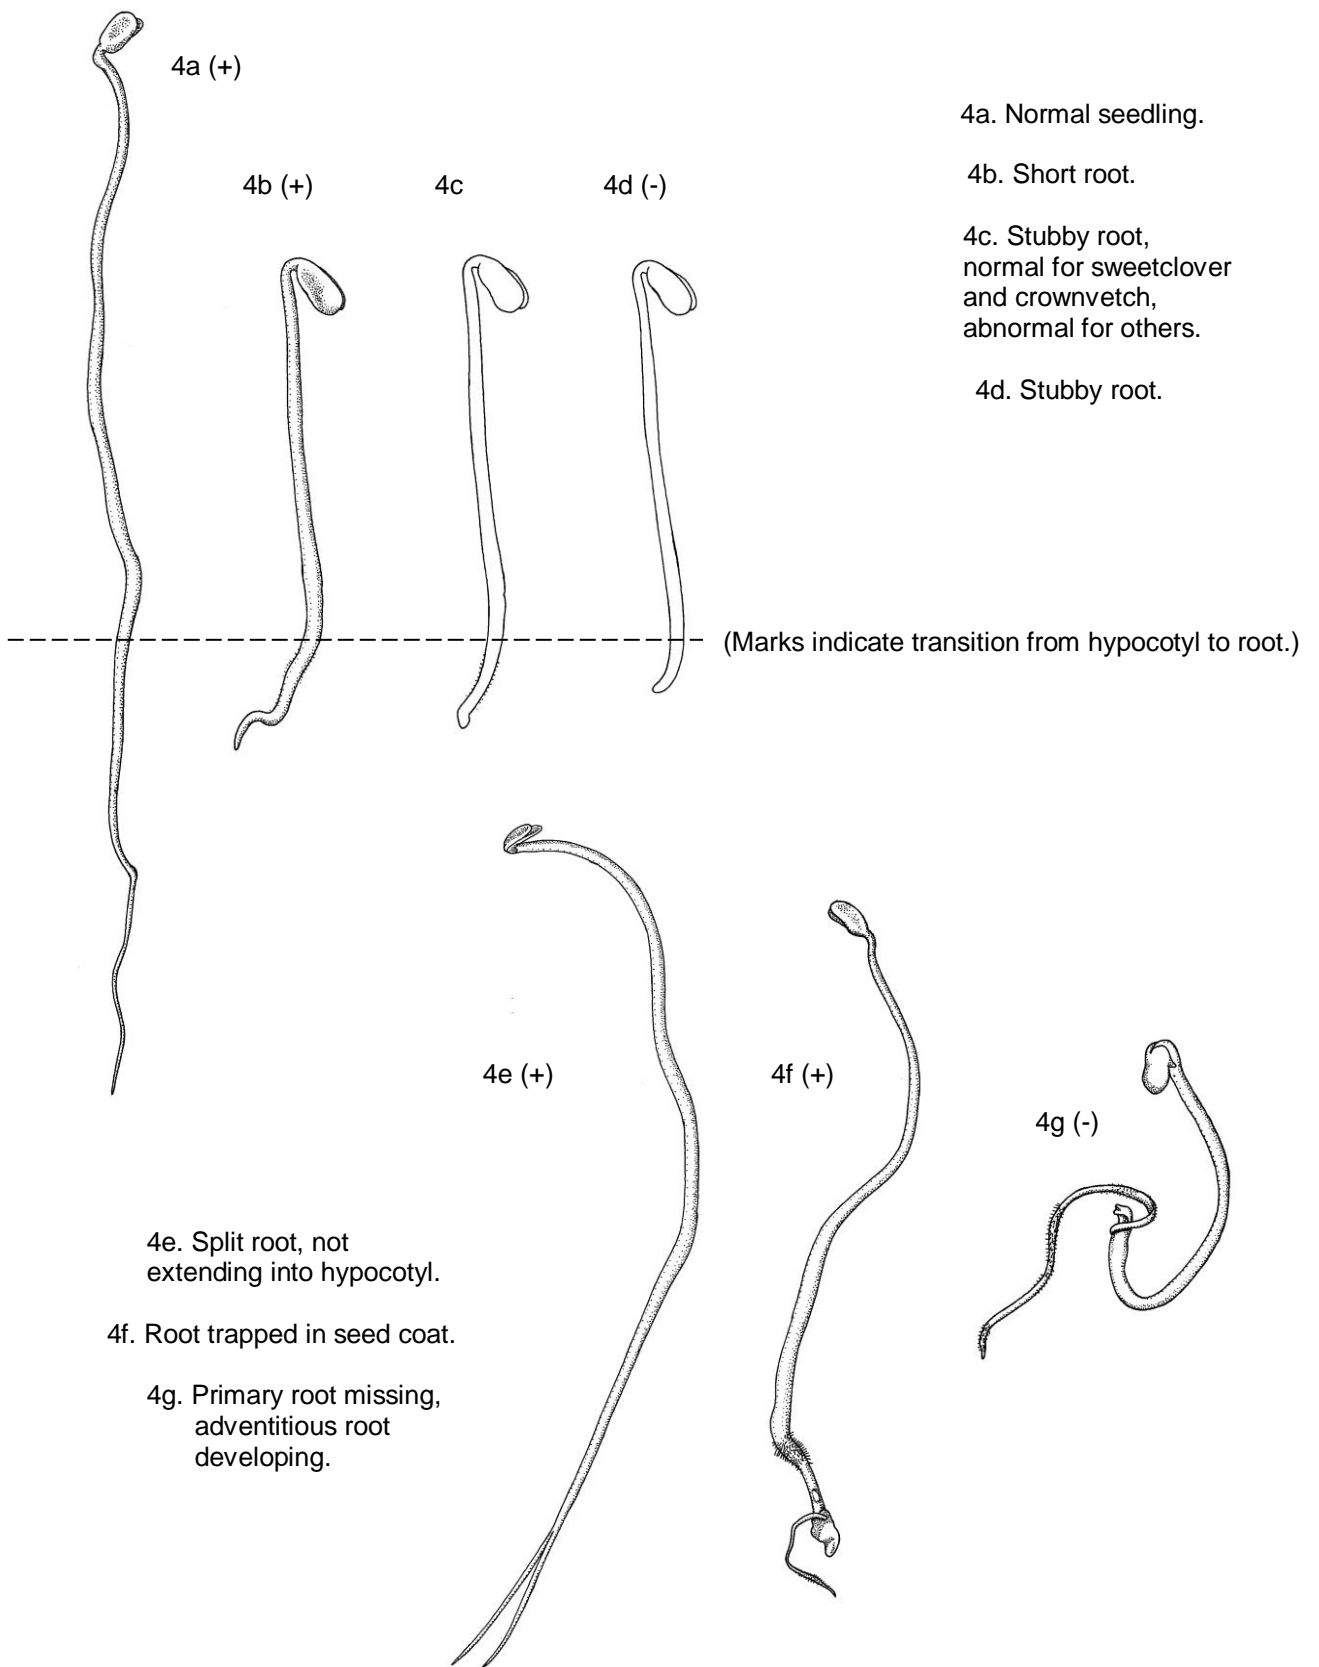 4a (+)
4a. Normal seedling.
4b (+)
4c
4d (-)
4b. Short root.
4c. Stubby root,
normal for sweetclover
and crownvetch,
abnormal for others.
4d. Stubby root.
(Marks indicate transition from hypocotyl to root.)
4e (+)
4f (+)
4g (-)
4e. Split root, not
extending into hypocotyl.
4f. Root trapped in seed coat.
4g. Primary root missing,
adventitious root
developing.